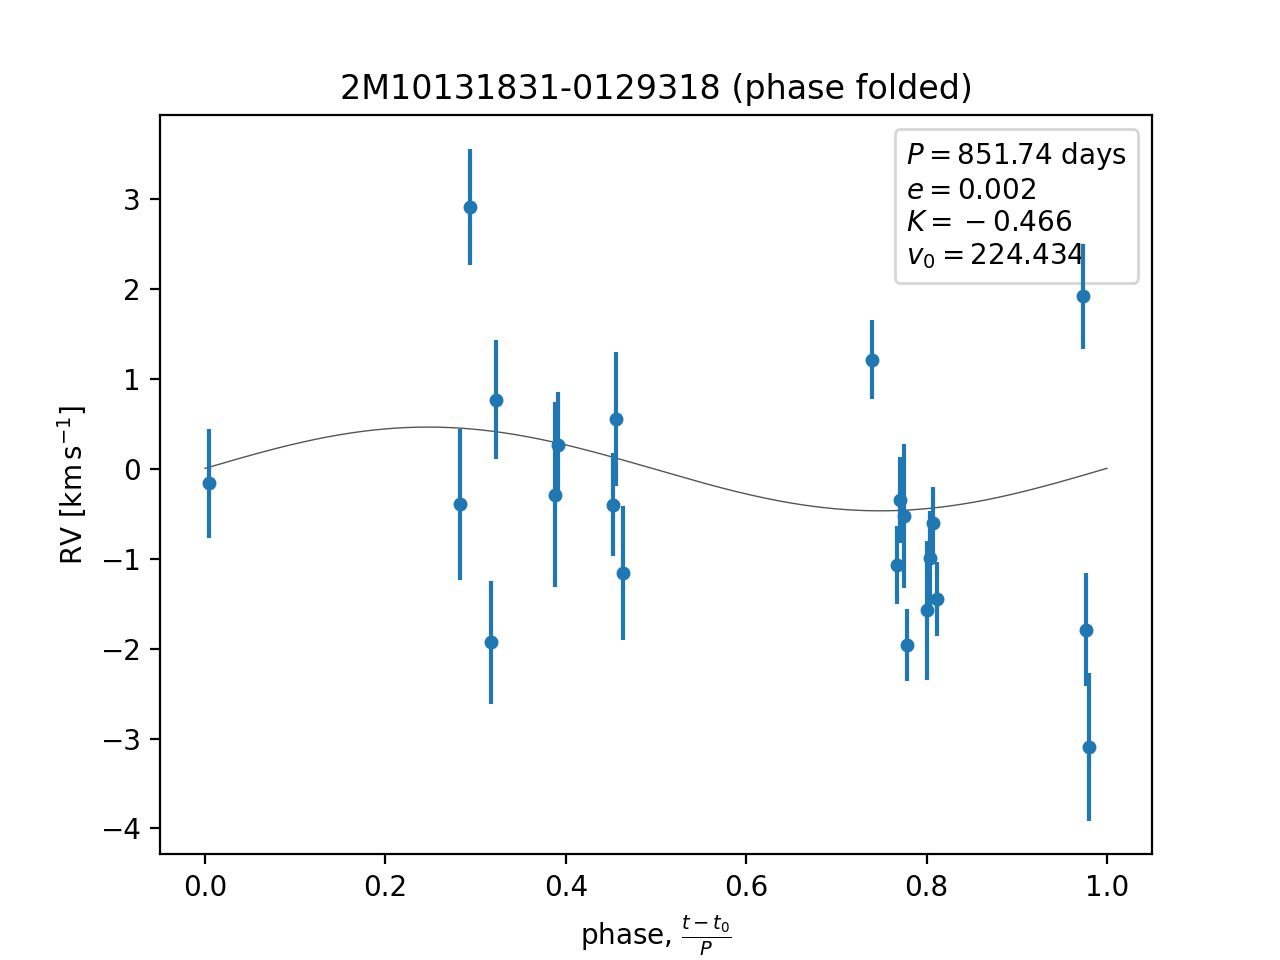 2M10131831-0129318 (phase folded)
P = 851.74 days
e = 0.002
K = −0.466
v₀ = 224.434
RV [km s⁻¹]
3
2
1
0
−1
−2
−3
−4
0.0 0.2 0.4 0.6 0.8 1.0
phase, (t − t₀)/P